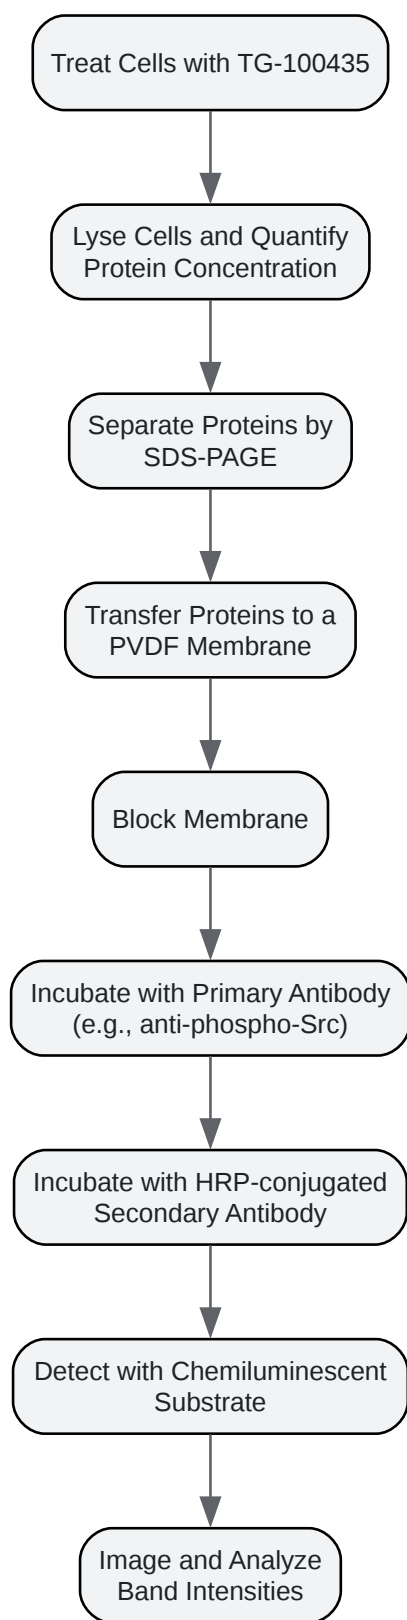 Treat Cells with TG-100435
Lyse Cells and Quantify
Protein Concentration
Separate Proteins by
SDS-PAGE
Transfer Proteins to a
PVDF Membrane
Block Membrane
Incubate with Primary Antibody
(e.g., anti-phospho-Src)
Incubate with HRP-conjugated
Secondary Antibody
Detect with Chemiluminescent
Substrate
Image and Analyze
Band Intensities